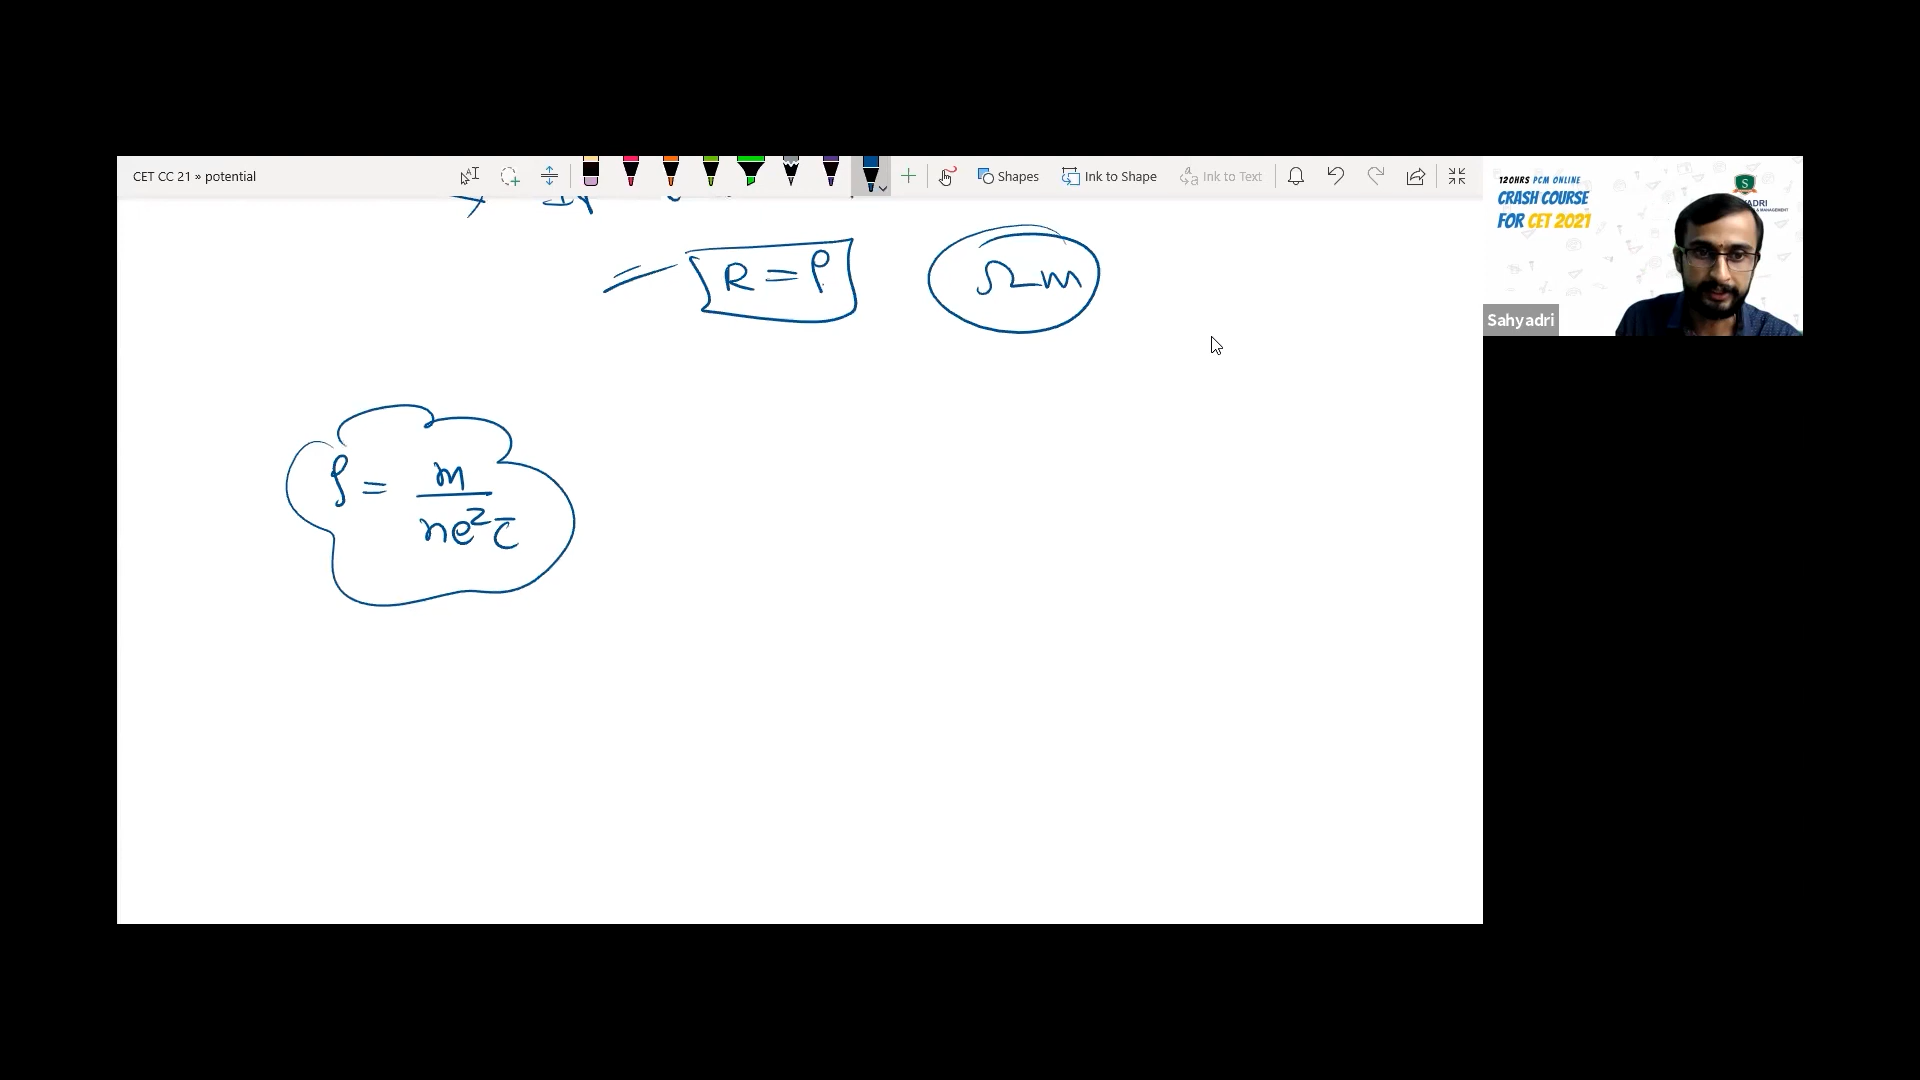 CET CC 21 » potential
Shapes
Ink to Shape
Ink to Text
R = ρ
Ωm
ρ = m / ne²τ
120HRS PCM ONLINE
CRASH COURSE
FOR CET 2021
S
Sahyadri